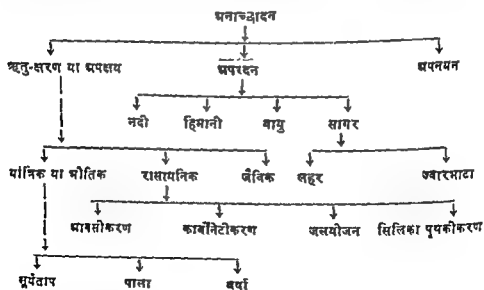 अनाच्छादन
ऋतु-क्षरण या अपक्षय अपरदन अपनयन
नदी हिमानी वायु सागर
यांत्रिक या भौतिक रासायनिक जैविक लहर ज्वारभाटा
आक्सीकरण कार्बोनेटीकरण जलयोजन सिलिका पृथकीकरण
सूर्यताप पाला वर्षा